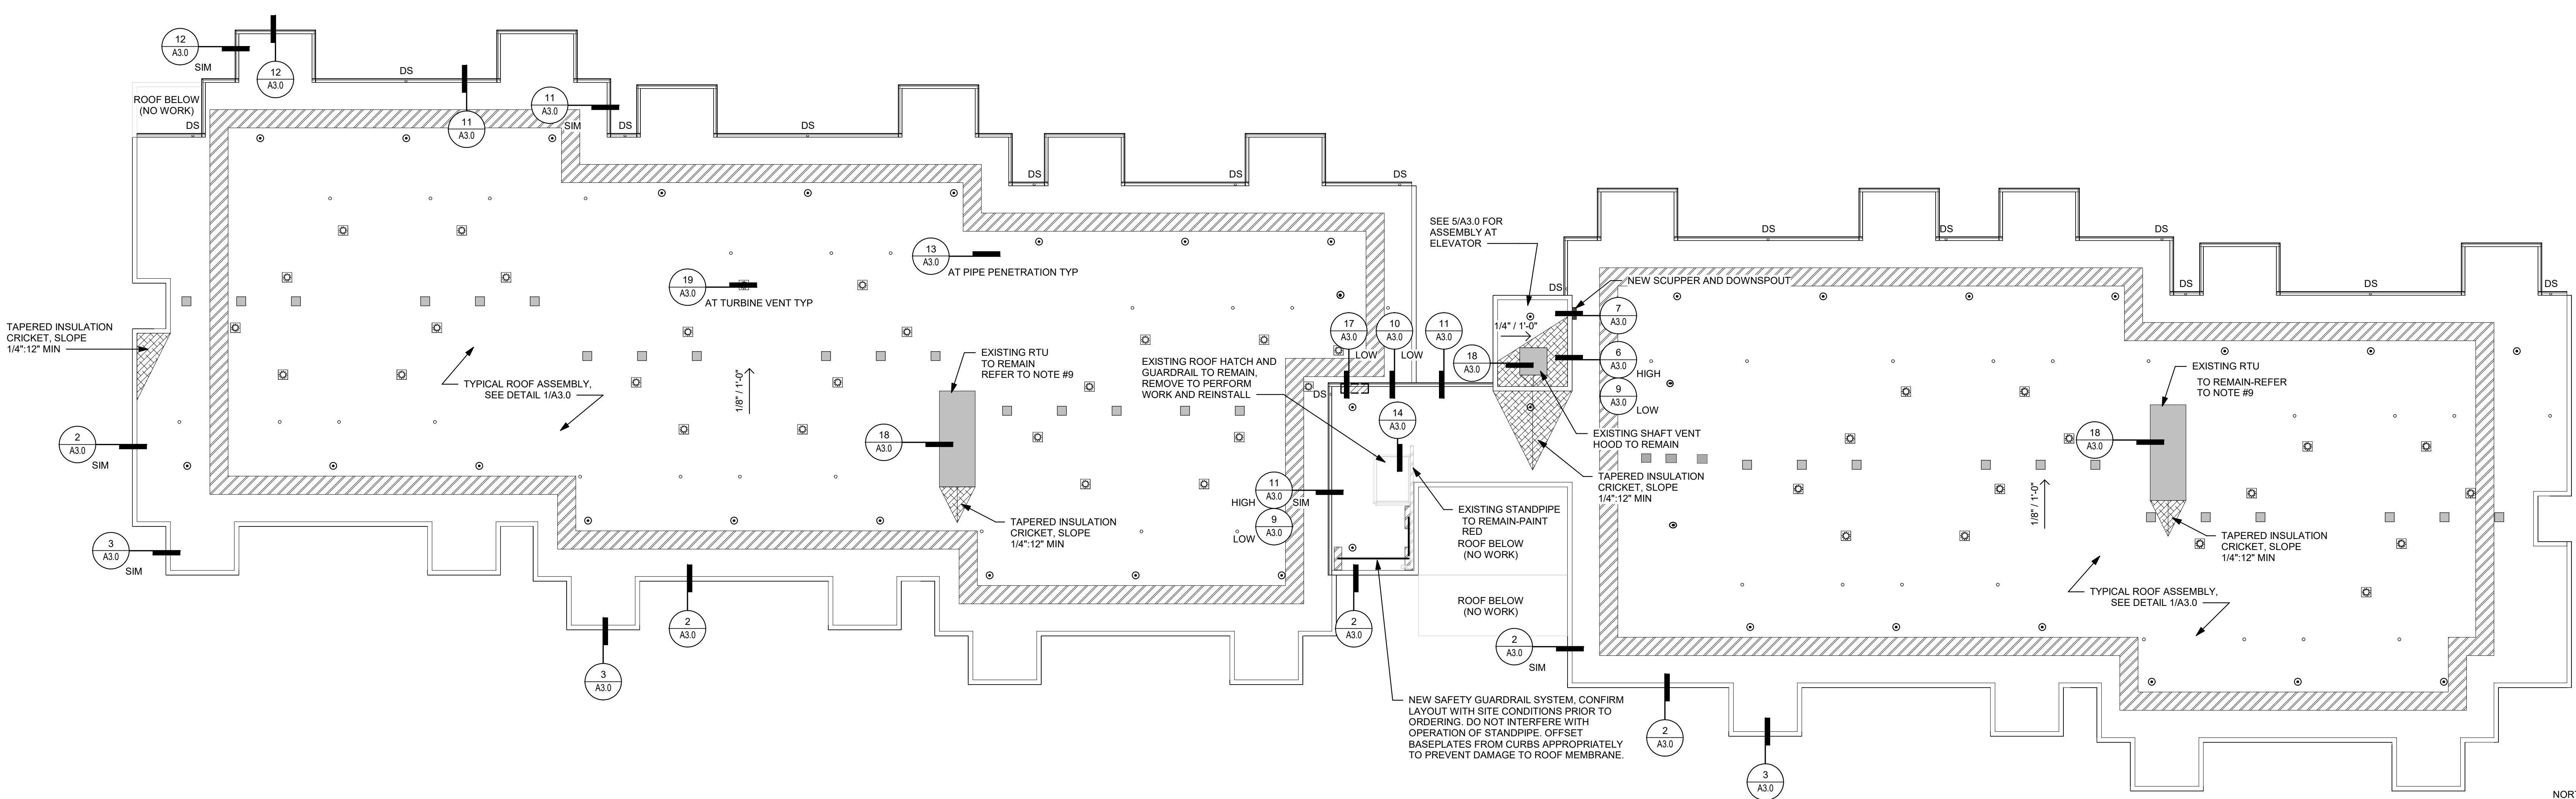 12
A3.0
SIM
12
A3.0
DS
ROOF BELOW
(NO WORK)
DS
11
A3.0
11
A3.0
SIM
DS
DS
DS
DS
DS
13
A3.0
AT PIPE PENETRATION TYP
19
A3.0
AT TURBINE VENT TYP
TAPERED INSULATION
CRICKET, SLOPE
1/4":12" MIN
TYPICAL ROOF ASSEMBLY,
SEE DETAIL 1/A3.0
1/8" / 1'-0"
EXISTING RTU
TO REMAIN
REFER TO NOTE #9
18
A3.0
TAPERED INSULATION
CRICKET, SLOPE
1/4":12" MIN
2
A3.0
SIM
3
A3.0
SIM
2
A3.0
3
A3.0
EXISTING ROOF HATCH AND
GUARDRAIL TO REMAIN,
REMOVE TO PERFORM
WORK AND REINSTALL
17
A3.0
LOW
10
A3.0
LOW
11
A3.0
DS
14
A3.0
11
A3.0
HIGH
SIM
9
A3.0
LOW
2
A3.0
EXISTING STANDPIPE
TO REMAIN-PAINT
RED
ROOF BELOW
(NO WORK)
ROOF BELOW
(NO WORK)
NEW SAFETY GUARDRAIL SYSTEM, CONFIRM
LAYOUT WITH SITE CONDITIONS PRIOR TO
ORDERING. DO NOT INTERFERE WITH
OPERATION OF STANDPIPE. OFFSET
BASEPLATES FROM CURBS APPROPRIATELY
TO PREVENT DAMAGE TO ROOF MEMBRANE.
SEE 5/A3.0 FOR
ASSEMBLY AT
ELEVATOR
DS
NEW SCUPPER AND DOWNSPOUT
1/4" / 1'-0"
18
A3.0
7
A3.0
6
A3.0
HIGH
9
A3.0
LOW
EXISTING SHAFT VENT
HOOD TO REMAIN
TAPERED INSULATION
CRICKET, SLOPE
1/4":12" MIN
2
A3.0
SIM
2
A3.0
3
A3.0
DS
DS
DS
DS
DS
DS
EXISTING RTU
TO REMAIN-REFER
TO NOTE #9
18
A3.0
1/8" / 1'-0"
TAPERED INSULATION
CRICKET, SLOPE
1/4":12" MIN
TYPICAL ROOF ASSEMBLY,
SEE DETAIL 1/A3.0